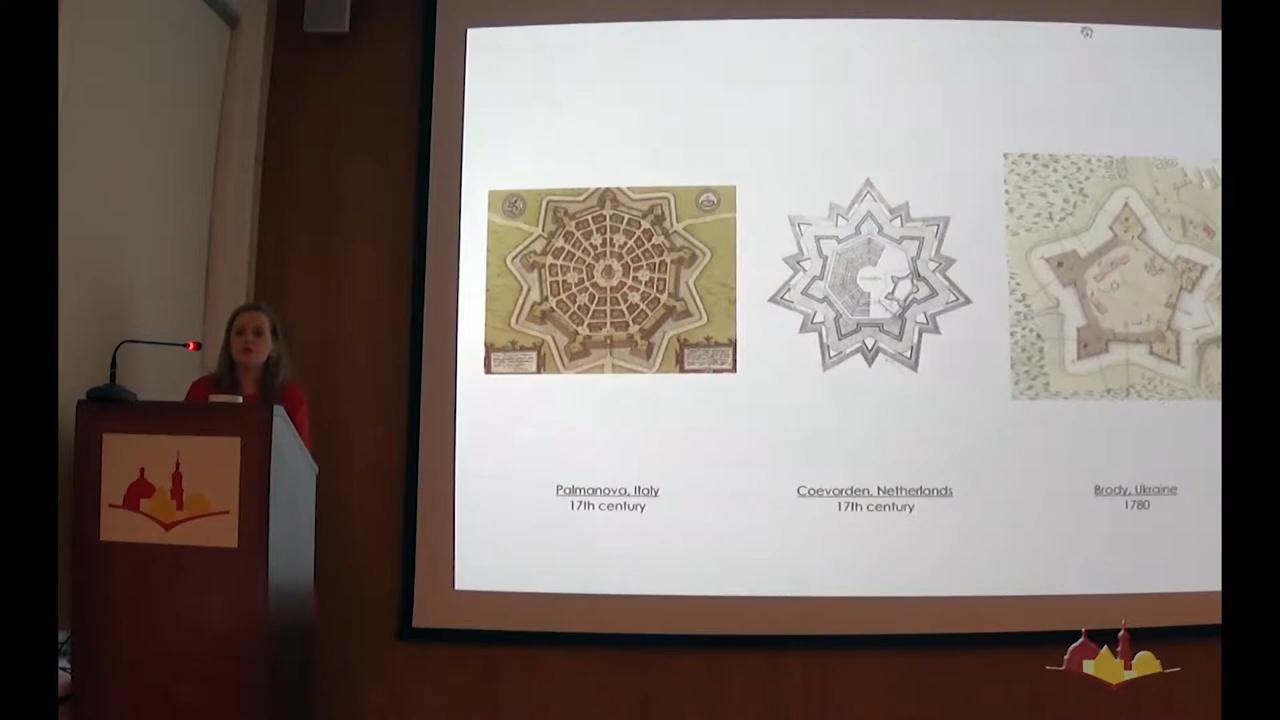 Palmanova, Italy
17th century
Coevorden, Netherlands
17th century
Brody, Ukraine
1780